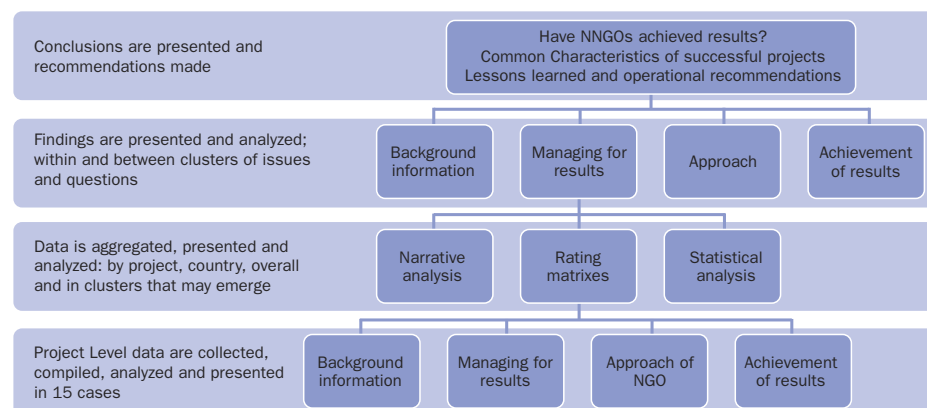 Conclusions are presented and
recommendations made
Have NNGOs achieved results?
Common Characteristics of successful projects
Lessons learned and operational recommendations
Findings are presented and analyzed;
within and between clusters of issues
and questions
Background
information
Managing for
results
Approach
Achievement
of results
Data is aggregated, presented and
analyzed: by project, country, overall
and in clusters that may emerge
Narrative
analysis
Rating
matrixes
Statistical
analysis
Project Level data are collected,
compiled, analyzed and presented
in 15 cases
Background
information
Managing for
results
Approach of
NGO
Achievement
of results